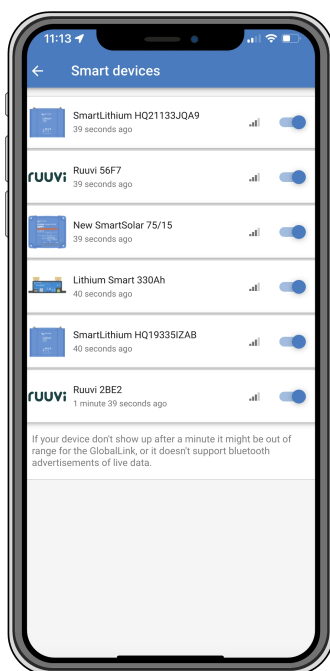 11:13
Smart devices
SmartLithium HQ21133JQA9
39 seconds ago
ruuvi
Ruuvi 56F7
39 seconds ago
New SmartSolar 75/15
39 seconds ago
Lithium Smart 330Ah
40 seconds ago
SmartLithium HQ19335IZAB
40 seconds ago
ruuvi
Ruuvi 2BE2
1 minute 39 seconds ago
If your device don't show up after a minute it might be out of
range for the GlobalLink, or it doesn't support bluetooth
advertisements of live data.